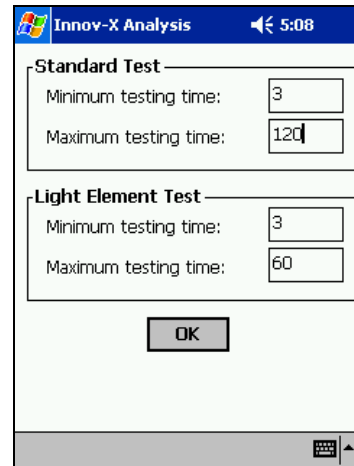 Innov-X Analysis 5:08
Standard Test
Minimum testing time: 3
Maximum testing time: 120
Light Element Test
Minimum testing time: 3
Maximum testing time: 60
OK